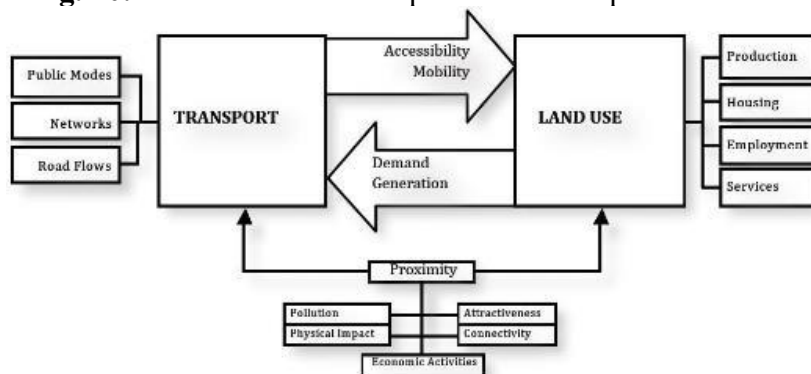 Public Modes
Networks
Road Flows
TRANSPORT
Accessibility
Mobility
Demand
Generation
LAND USE
Production
Housing
Employment
Services
Proximity
Pollution
Attractiveness
Physical Impact
Connectivity
Economic Activities